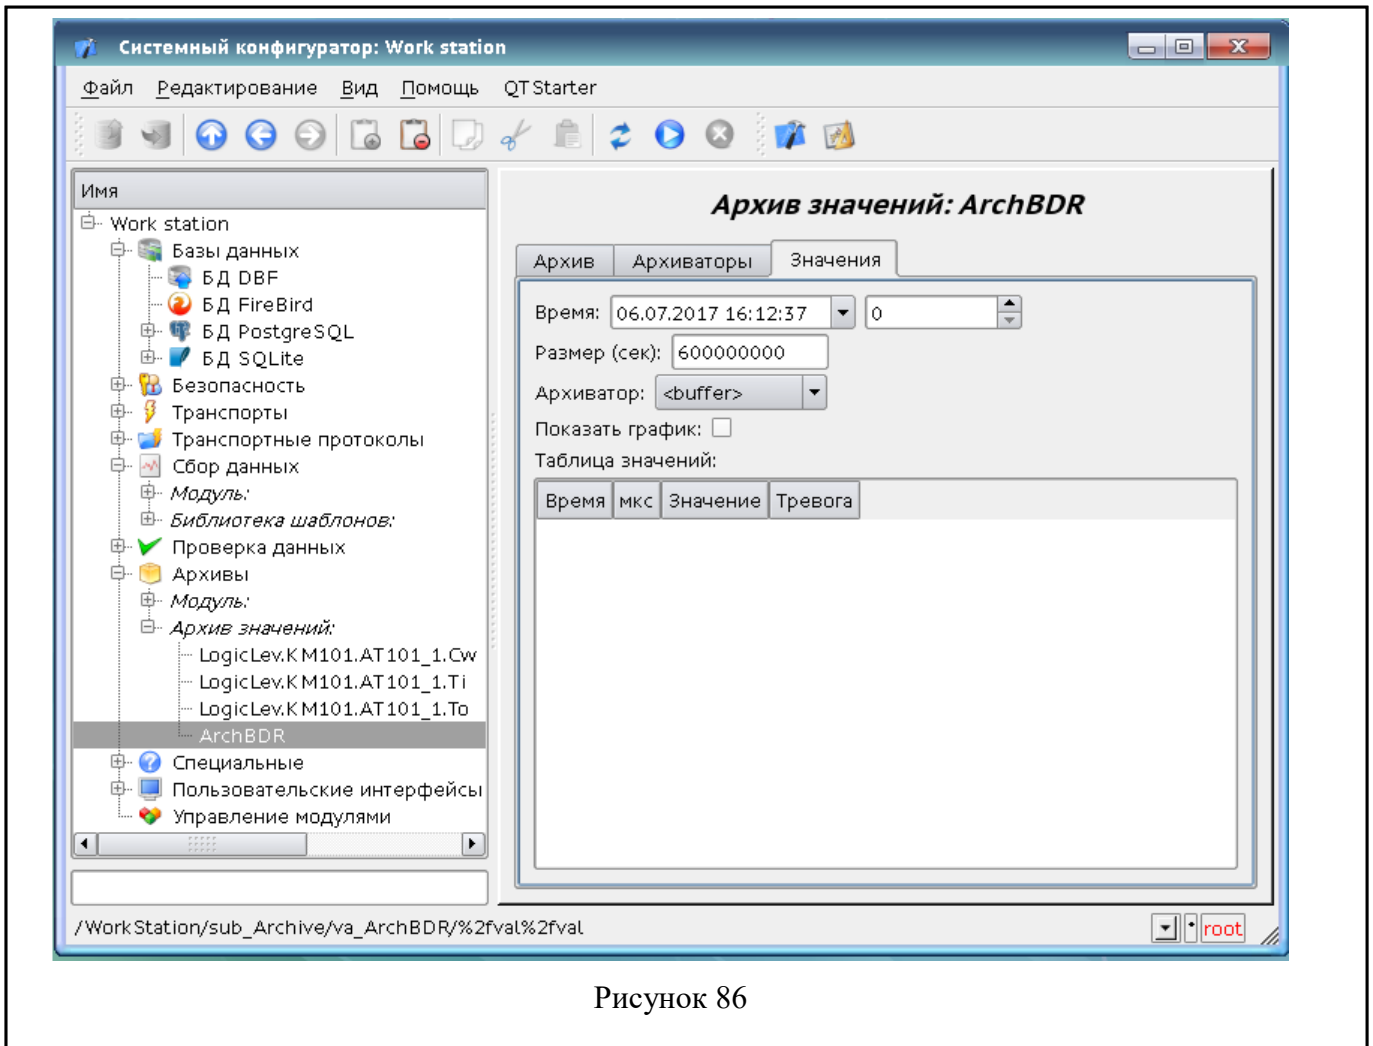 Системный конфигуратор: Work station
Файл Редактирование Вид Помощь QTStarter
Имя
Work station
Базы данных
БД DBF
БД FireBird
БД PostgreSQL
БД SQLite
Безопасность
Транспорты
Транспортные протоколы
Сбор данных
Модуль:
Библиотека шаблонов:
Проверка данных
Архивы
Модуль:
Архив значений:
LogicLev.KM101.AT101_1.Cw
LogicLev.KM101.AT101_1.Ti
LogicLev.KM101.AT101_1.To
ArchBDR
Специальные
Пользовательские интерфейсы
Управление модулями
Архив значений: ArchBDR
Архив Архиваторы Значения
Время: 06.07.2017 16:12:37 0
Размер (сек): 600000000
Архиватор: <buffer>
Показать график:
Таблица значений:
Время мкс Значение Тревога
/WorkStation/sub_Archive/va_ArchBDR/%2fval%2fval
* root
Рисунок 86